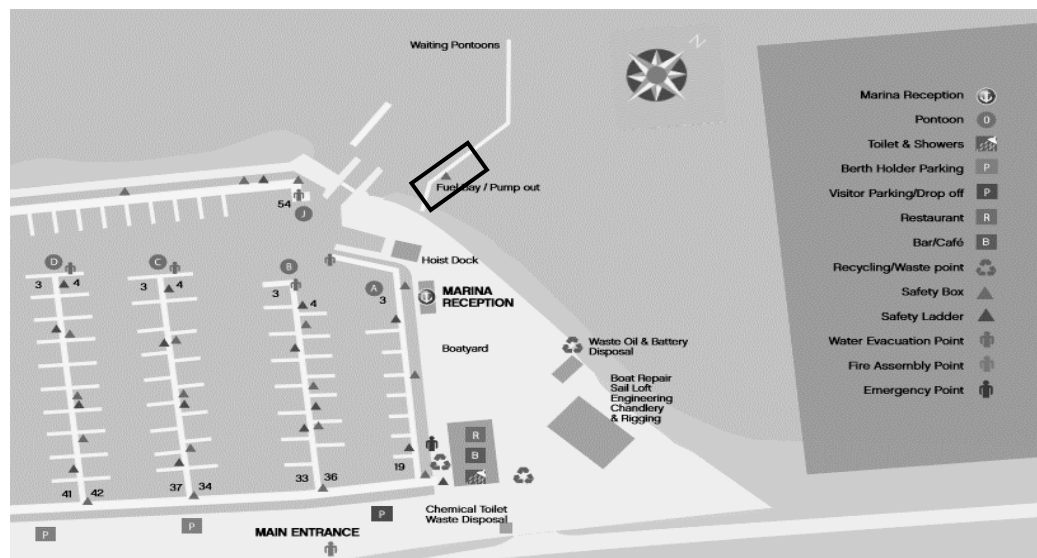 Waiting Pontoons
N
Fuel Bay / Pump out
54
J
Hoist Dock
D
C
B
A
3
4
3
4
3
4
3
MARINA
RECEPTION
Boatyard
Waste Oil & Battery
Disposal
Boat Repair
Sail Loft
Engineering
Chandlery
& Rigging
R
B
41
42
37
34
33
36
19
P
P
P
Chemical Toilet
Waste Disposal
MAIN ENTRANCE
Marina Reception
Pontoon 0
Toilet & Showers
Berth Holder Parking P
Visitor Parking/Drop off P
Restaurant R
Bar/Café B
Recycling/Waste point
Safety Box
Safety Ladder
Water Evacuation Point
Fire Assembly Point
Emergency Point